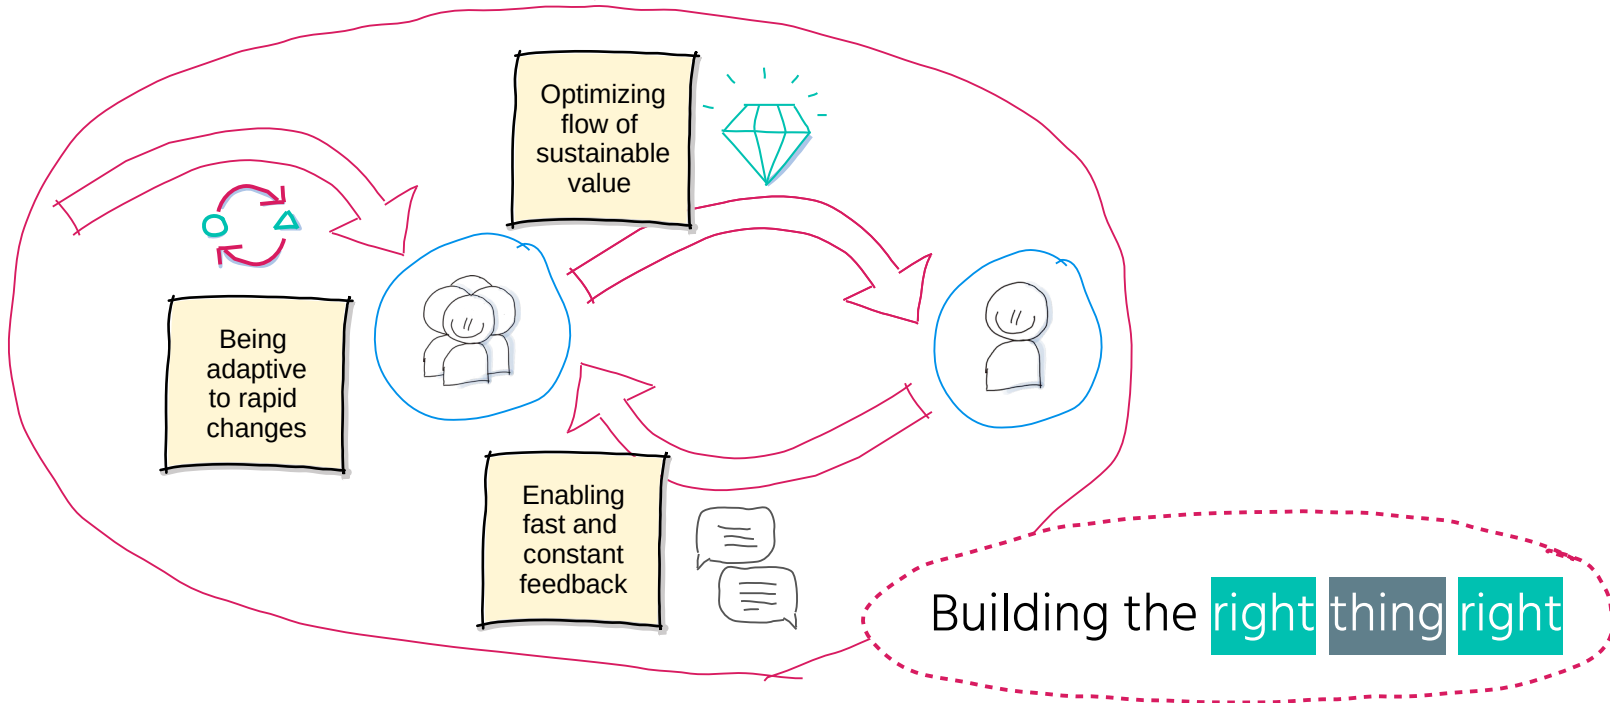 Optimizing
flow of
sustainable
value
Being
adaptive
to rapid
changes
Enabling
fast and
constant
feedback
Building the right thing right